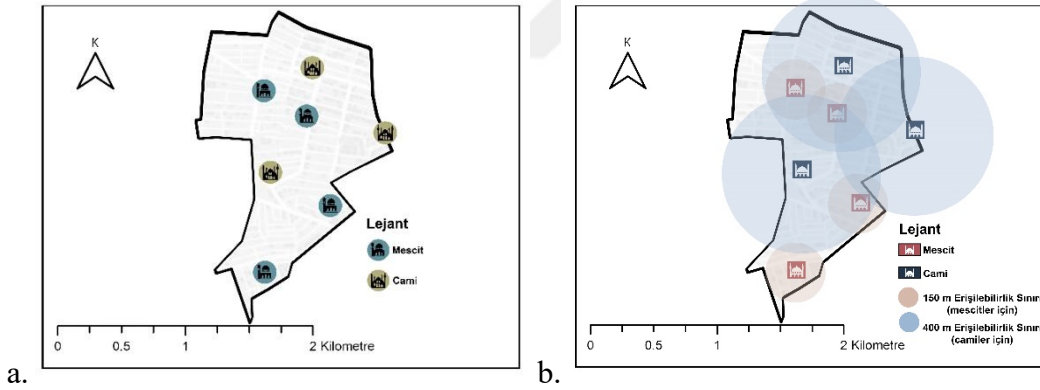 K
Lejant
Mescit
Cami
0 0.5 1 2 Kilometre
a.
K
Lejant
Mescit
Cami
150 m Erişilebilirlik Sınırı
(mescitler için)
400 m Erişilebilirlik Sınırı
(camiler için)
0 0.5 1 2 Kilometre
b.